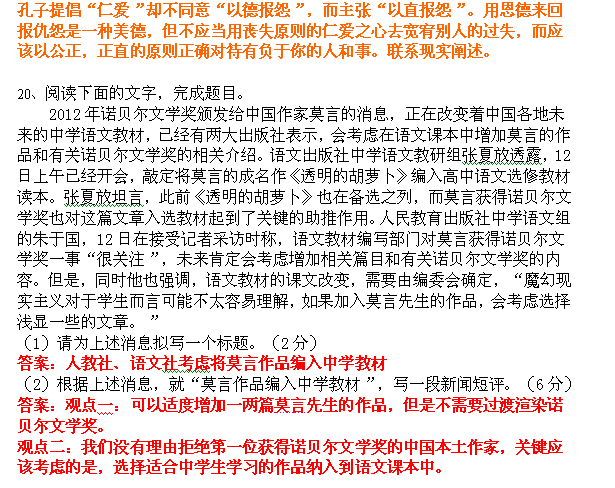 孔子提倡“仁爱”却不同意“以德报怨”，而主张“以直报怨”。用恩德来回
报仇怨是一种美德，但不应当用丧失原则的仁爱之心去宽宥别人的过失，而应
该以公正，正直的原则正确对待有负于你的人和事。联系现实阐述。
20、阅读下面的文字，完成题目。
2012年诺贝尔文学奖颁发给中国作家莫言的消息，正在改变着中国各地未
来的中学语文教材，已经有两大出版社表示，会考虑在语文课本中增加莫言的作
品和有关诺贝尔文学奖的相关介绍。语文出版社中学语文教研组张夏放透露，12
日上午已经开会，敲定将莫言的成名作《透明的胡萝卜》编入高中语文选修教材
读本。张夏放坦言，此前《透明的胡萝卜》也在备选之列，而莫言获得诺贝尔文
学奖也对这篇文章入选教材起到了关键的助推作用。人民教育出版社中学语文组
的朱于国，12日在接受记者采访时称，语文教材编写部门对莫言获得诺贝尔文
学奖一事“很关注”，未来肯定会考虑增加相关篇目和有关诺贝尔文学奖的内
容。但是，同时他也强调，语文教材的课文改变，需要由编委会确定，“魔幻现
实主义对于学生而言可能不太容易理解，如果加入莫言先生的作品，会考虑选择
浅显一些的文章。”
（1）请为上述消息拟写一个标题。（2分）
答案：人教社、语文社考虑将莫言作品编入中学教材
（2）根据上述消息，就“莫言作品编入中学教材”，写一段新闻短评。（6分）
答案：观点一：可以适度增加一两篇莫言先生的作品，但是不需要过渡渲染诺
贝尔文学奖。
观点二：我们没有理由拒绝第一位获得诺贝尔文学奖的中国本土作家，关键应
该考虑的是，选择适合中学生学习的作品纳入到语文课本中。